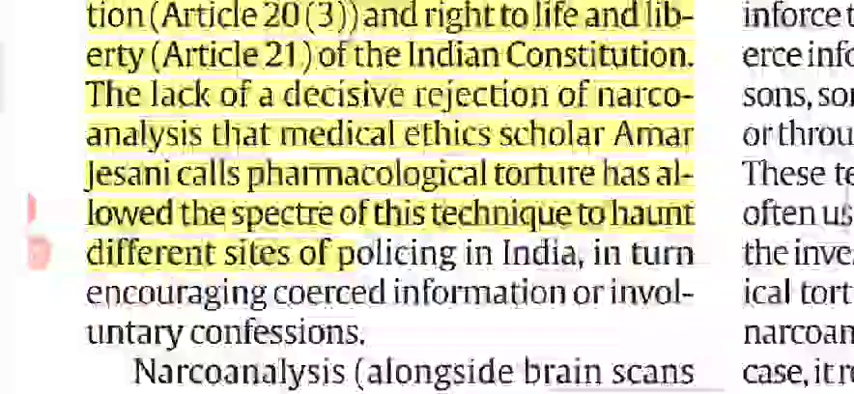 tion (Article 20 (3)) and right to life and lib-
erty (Article 21) of the Indian Constitution.
The lack of a decisive rejection of narco-
analysis that medical ethics scholar Amar
Jesani calls pharmacological torture has al-
lowed the spectre of this technique to haunt
different sites of policing in India, in turn
encouraging coerced information or invol-
untary confessions.
Narcoanalysis (alongside brain scans
inforce t
erce info
sons, so
or throu
These te
often us
the inve
ical tort
narcoan
case, it r